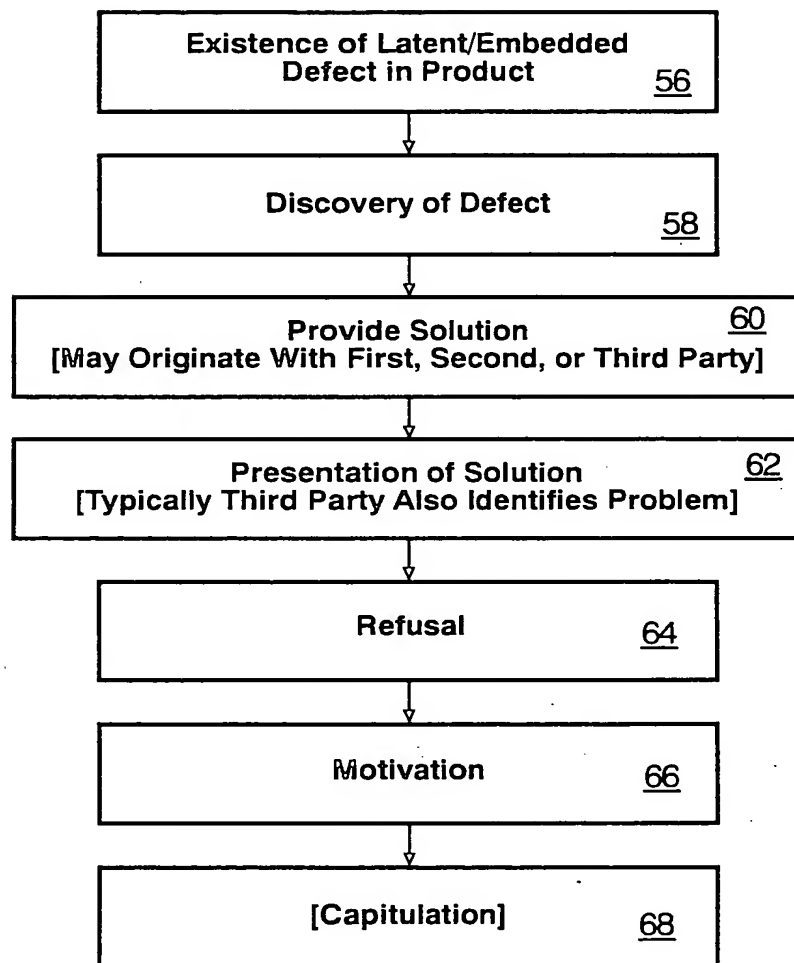 Existence of Latent/Embedded
Defect in Product
56
Discovery of Defect
58
60
Provide Solution
[May Originate With First, Second, or Third Party]
62
Presentation of Solution
[Typically Third Party Also Identifies Problem]
Refusal
64
Motivation
66
[Capitulation]
68